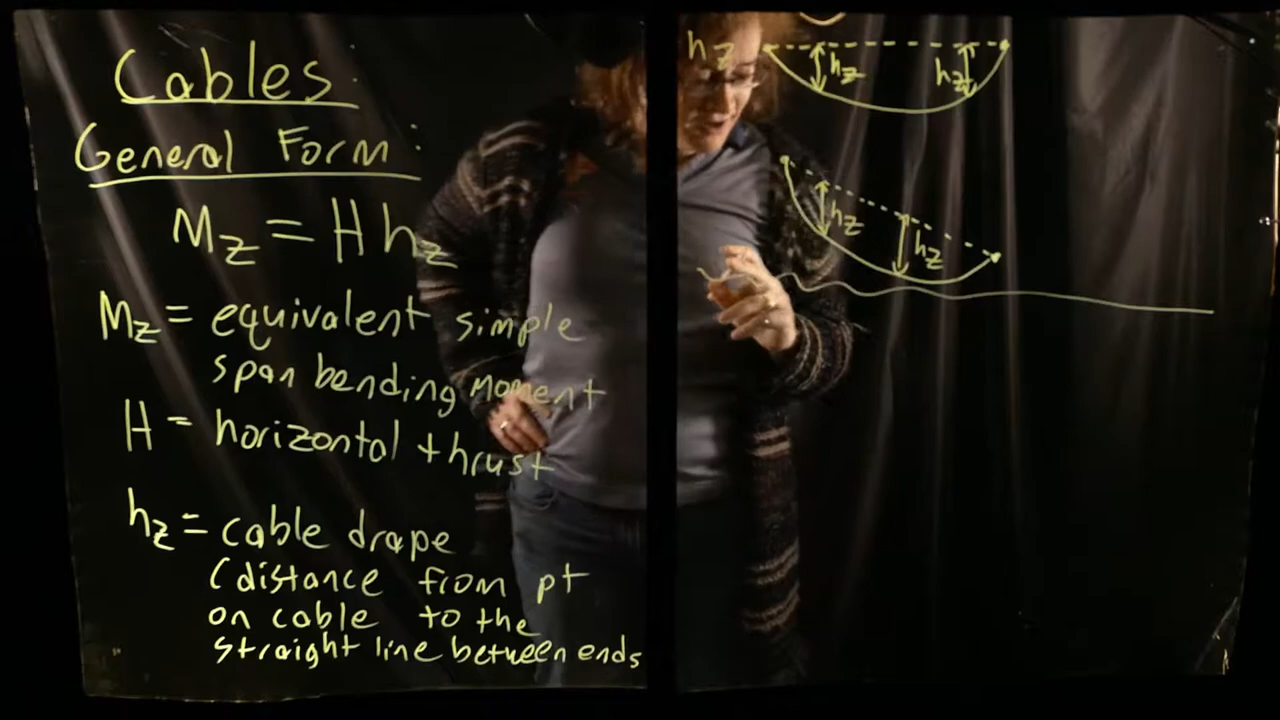 Cables
General Form:
Mz = H hz
Mz = equivalent simple
span bending moment
H = horizontal thrust
hz = cable drape
(distance from pt
on cable to the
straight line between ends
hz
hz
hz
hz
hz